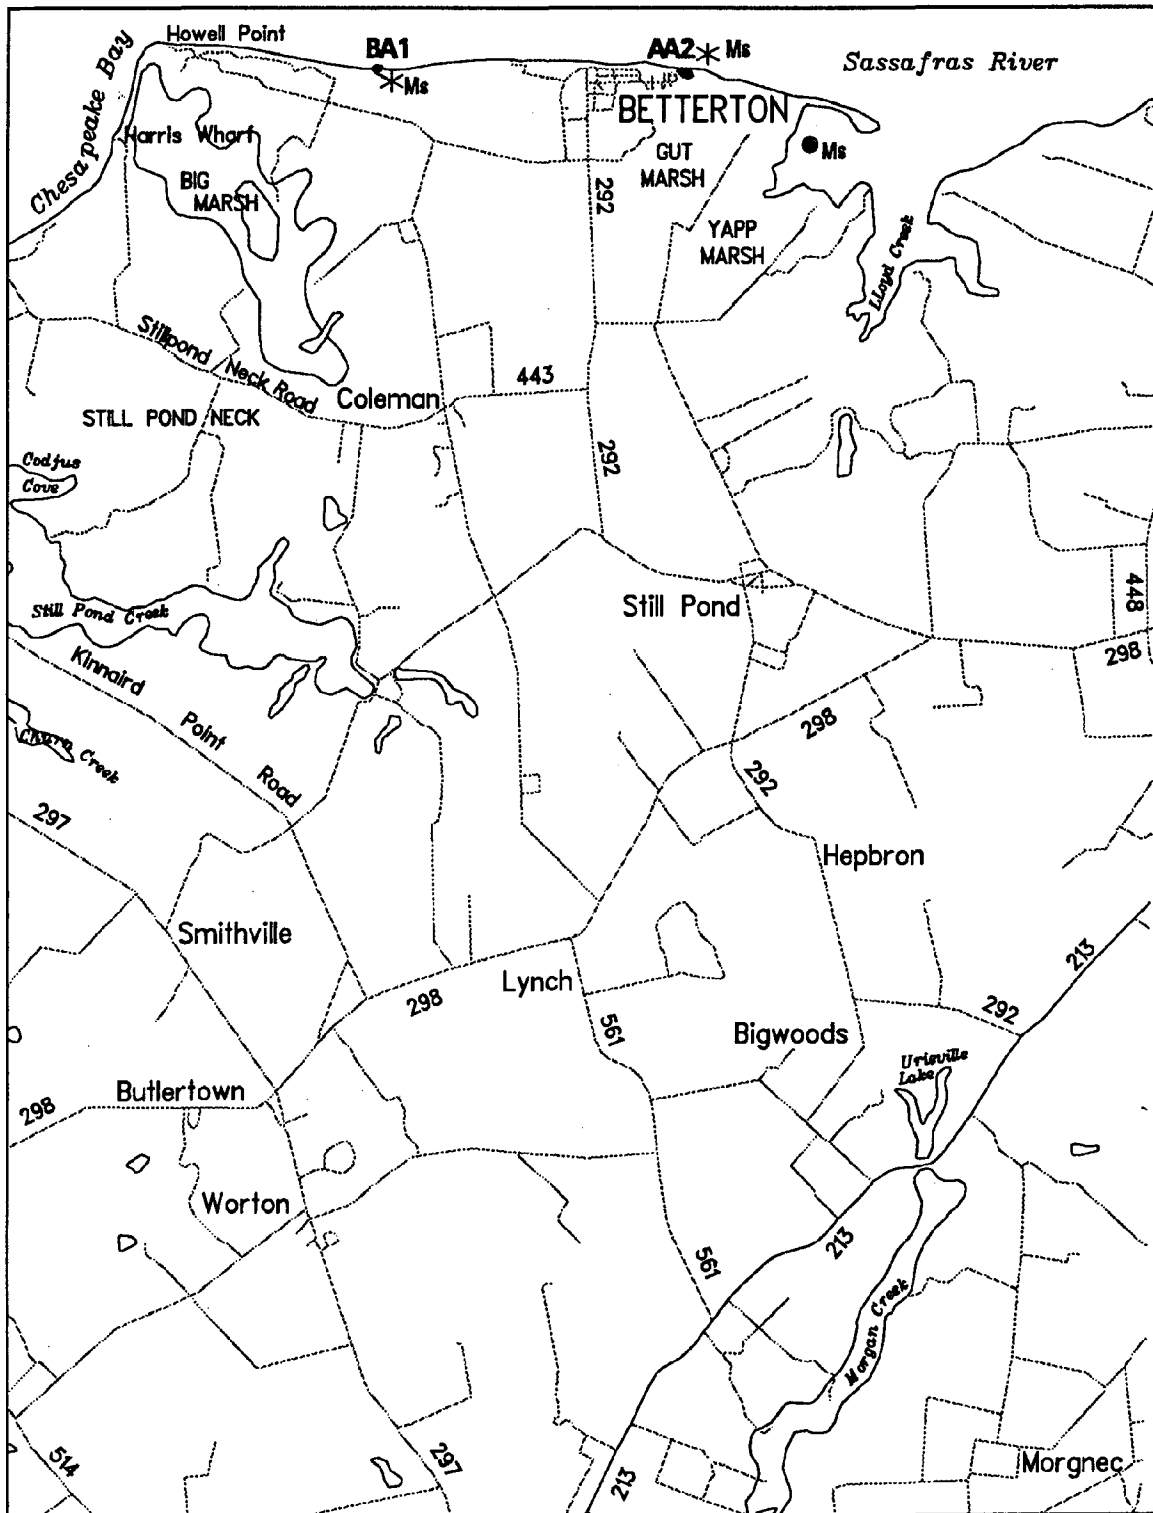 Howell Point
BA1
Ms
AA2
Ms
Sassafras River
Chesapeake Bay
BETTERTON
Harris Wharf
GUT
MARSH
Ms
BIG
MARSH
292
YAPP
MARSH
Lloyd Creek
Stillpond Neck Road
443
Coleman
STILL POND NECK
292
Codjus
Cove
448
Still Pond
Still Pond Creek
298
Kinnaird Point Road
298
Churn Creek
292
297
Hepbron
Smithville
213
Lynch
298
292
561
Bigwoods
Urieville
Lake
Butlertown
298
Worton
213
561
Morgan Creek
514
297
213
Morgnec